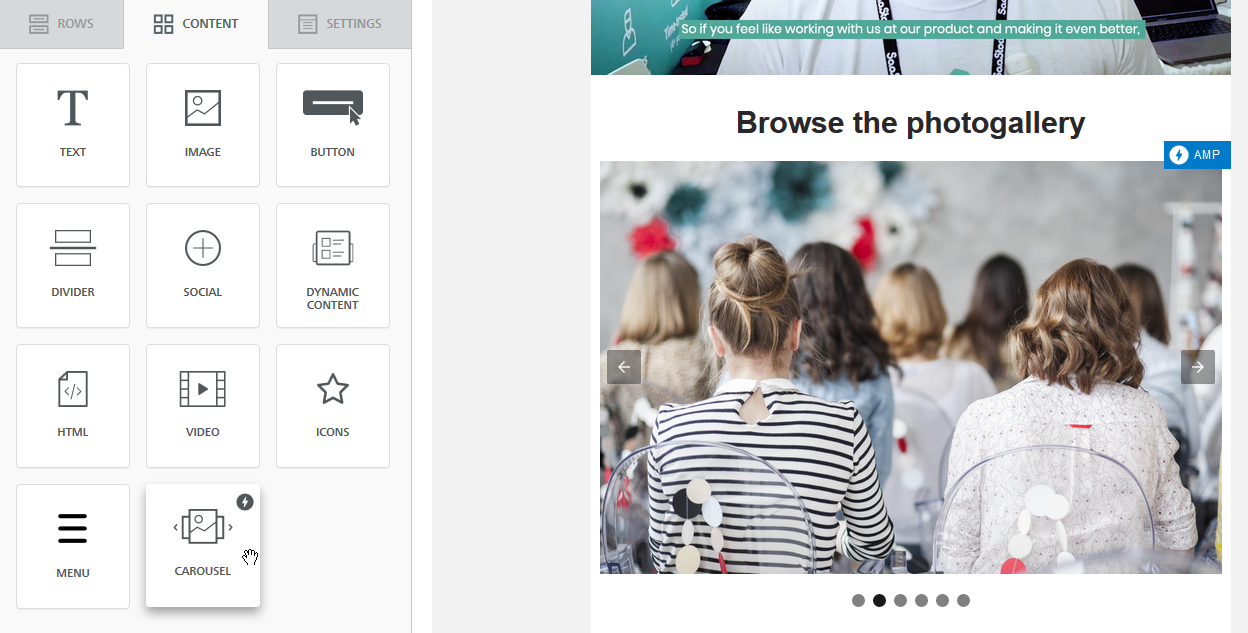 ROWS
CONTENT
SETTINGS
TEXT
IMAGE
BUTTON
DIVIDER
SOCIAL
DYNAMIC
CONTENT
HTML
VIDEO
ICONS
MENU
CAROUSEL
So if you feel like working with us at our product and making it even better,
Browse the photogallery
AMP